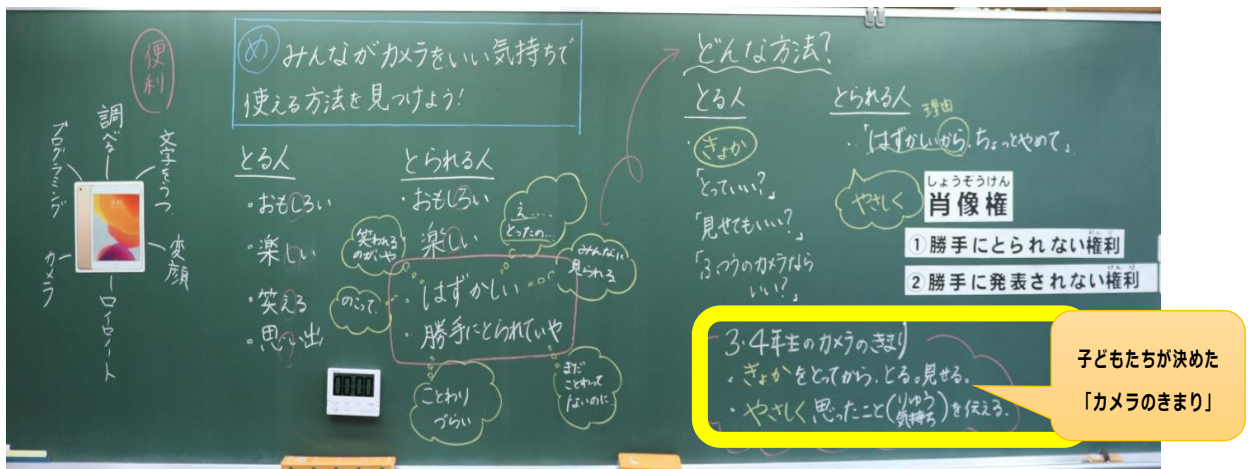 便利
調べる
文字をうつ
プログラミング
変顔
カメラ
ロイロノート
め みんながカメラをいい気持ちで
使える方法を見つけよう!
とる人
・おもしろい
・楽しい
・笑える
・思い出
とられる人
・おもしろい
楽しい
・はずかしい
・勝手にとられていや
笑われる
のがいや
え……
とったの…
みんなに
見られる
のこって
ことわり
づらい
まだ
ことわって
ないのに
どんな方法?
とる人
・きょか
「とっていい?」
「見せてもいい?」
「ふつうのカメラなら
いい?」
とられる人
理由
・「はずかしいから、ちょっとやめて」
やさしく
しょうぞうけん
肖像権
①勝手にとられない権利
けんり
②勝手に発表されない権利
けんり
3・4年生のカメラのきまり
・きょかをとってから、とる。見せる。
・やさしく思ったこと(りゅう
気持ち)を伝える。
子どもたちが決めた
「カメラのきまり」